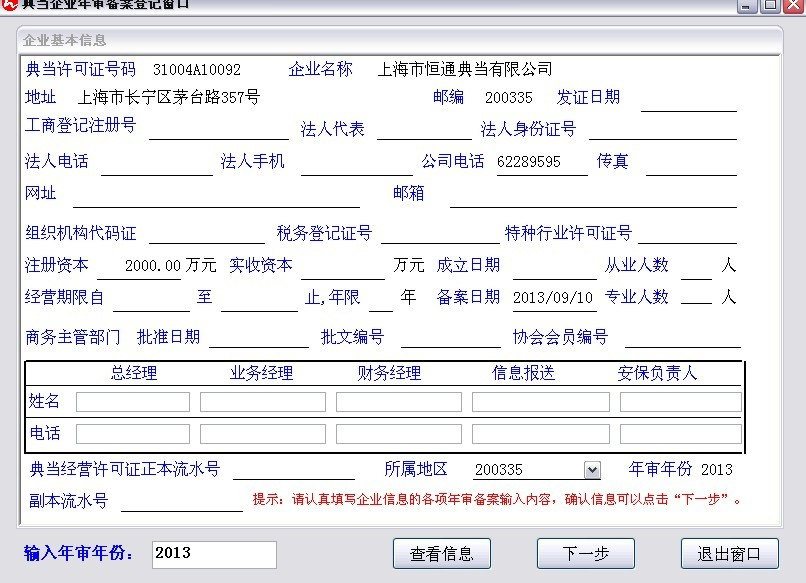 典当企业年审备案登记窗口
企业基本信息
典当许可证号码 31004A10092 企业名称 上海市恒通典当有限公司
地址 上海市长宁区茅台路357号 邮编 200335 发证日期
工商登记注册号 法人代表 法人身份证号
法人电话 法人手机 公司电话 62289595 传真
网址 邮箱
组织机构代码证 税务登记证号 特种行业许可证号
注册资本 2000.00 万元 实收资本 万元 成立日期 从业人数 人
经营期限自 至 止,年限 年 备案日期 2013/09/10 专业人数 人
商务主管部门 批准日期 批文编号 协会会员编号
总经理 业务经理 财务经理 信息报送 安保负责人
姓名
电话
典当经营许可证正本流水号 所属地区 200335 年审年份 2013
副本流水号 提示：请认真填写企业信息的各项年审备案输入内容，确认信息可以点击“下一步”。
输入年审年份： 2013 查看信息 下一步 退出窗口